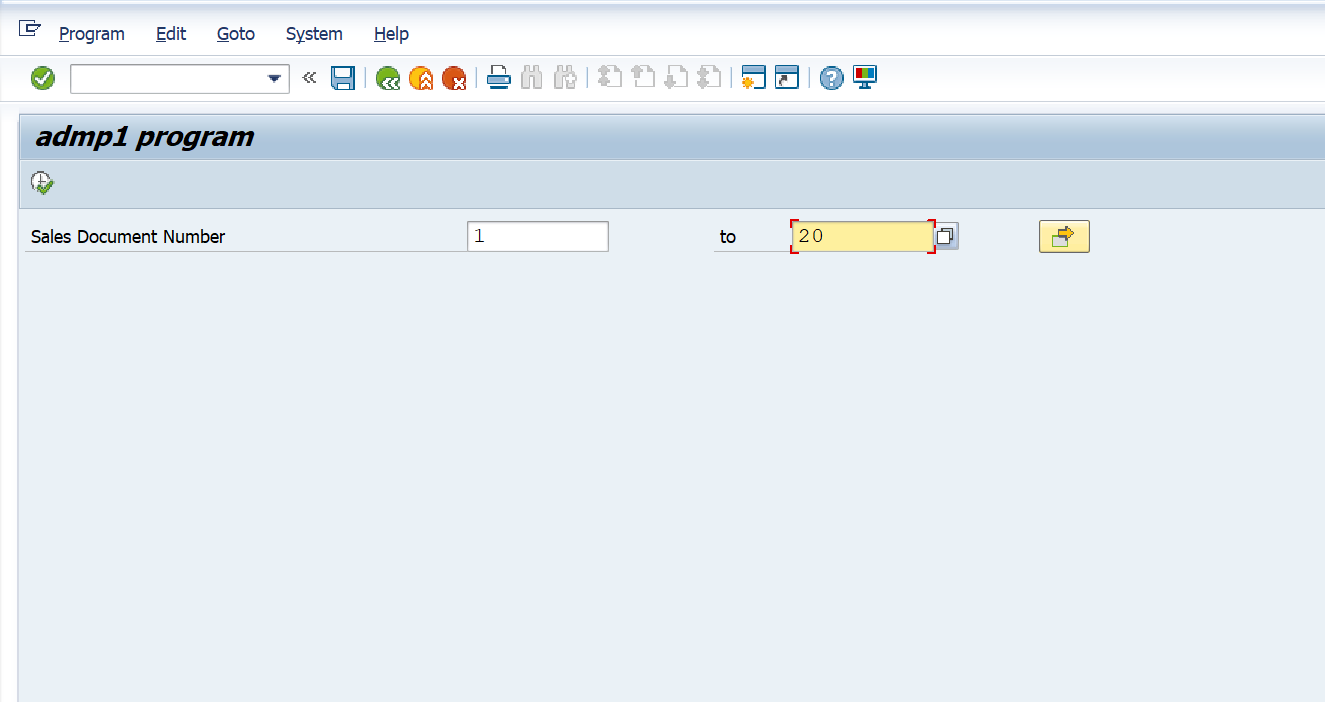 Program Edit Goto System Help
admp1 program
Sales Document Number 1 to 20